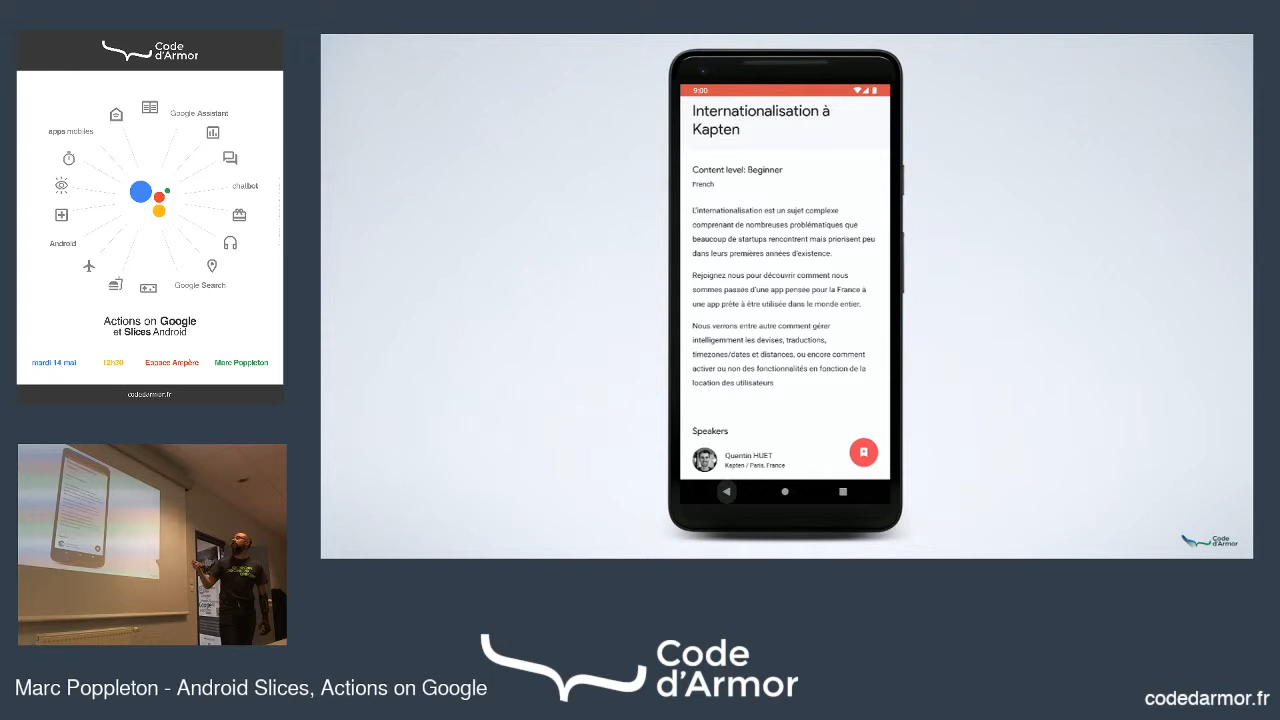 Code
d'Armor
Google Assistant
apps mobiles
chatbot
Android
Google Search
Actions on Google
et Slices Android
mardi 14 mai
12h30
Espace Ampère
Marc Poppleton
codedarmor.fr
9:00
Internationalisation à
Kapten
Content level: Beginner
French
L'internationalisation est un sujet complexe
comprenant de nombreuses problématiques que
beaucoup de startups rencontrent mais priorisent peu
dans leurs premières années d'existence.
Rejoignez nous pour découvrir comment nous
sommes passés d'une app pensée pour la France à
une app prête à être utilisée dans le monde entier.
Nous verrons entre autre comment gérer
intelligemment les devises, traductions,
timezones/dates et distances, ou encore comment
activer ou non des fonctionnalités en fonction de la
location des utilisateurs
Speakers
Quentin HUET
Kapten / Paris, France
Code
d'Armor
Code
d'Armor
Marc Poppleton - Android Slices, Actions on Google
codedarmor.fr